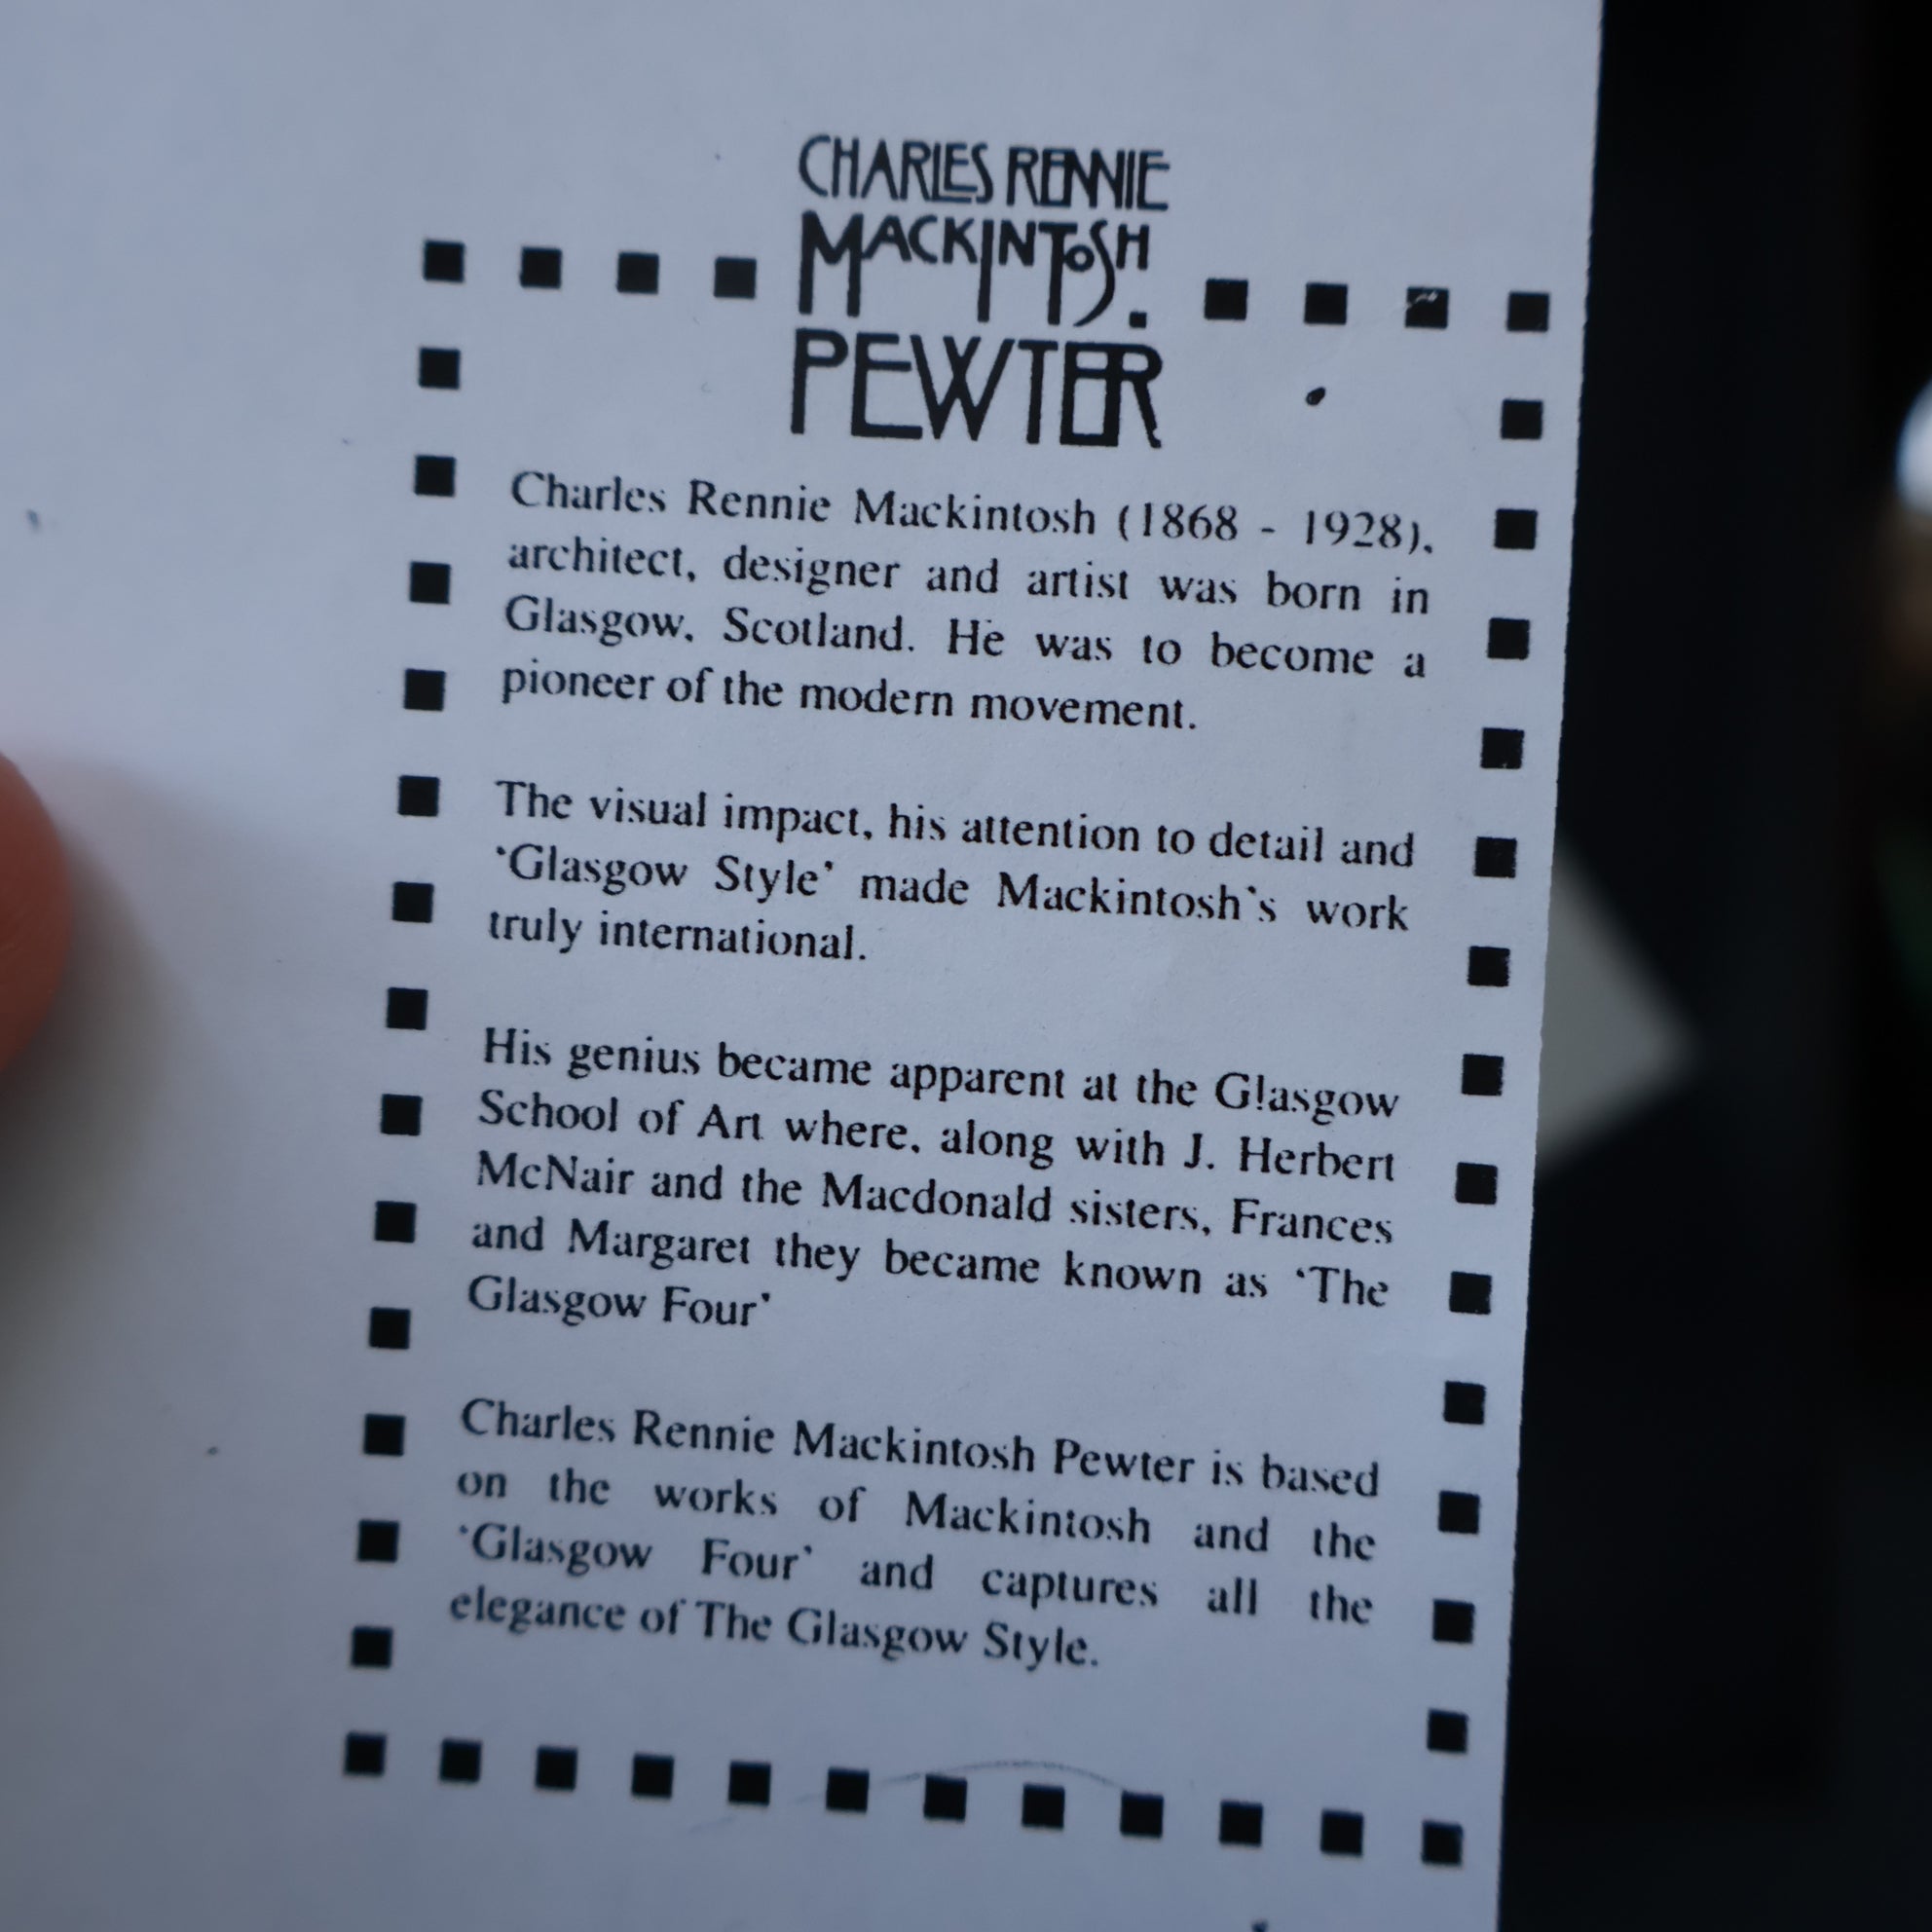 CHARLES RENNIE
MACKINTOSH.
PEWTER
Charles Rennie Mackintosh (1868 - 1928),
architect, designer and artist was born in
Glasgow, Scotland. He was to become a
pioneer of the modern movement.
The visual impact, his attention to detail and
‘Glasgow Style’ made Mackintosh‘s work
truly international.
His genius became apparent at the Glasgow
School of Art where, along with J. Herbert
McNair and the Macdonald sisters, Frances
and Margaret they became known as ‘The
Glasgow Four’
Charles Rennie Mackintosh Pewter is based
on the works of Mackintosh and the
‘Glasgow Four’ and captures all the
elegance of The Glasgow Style.